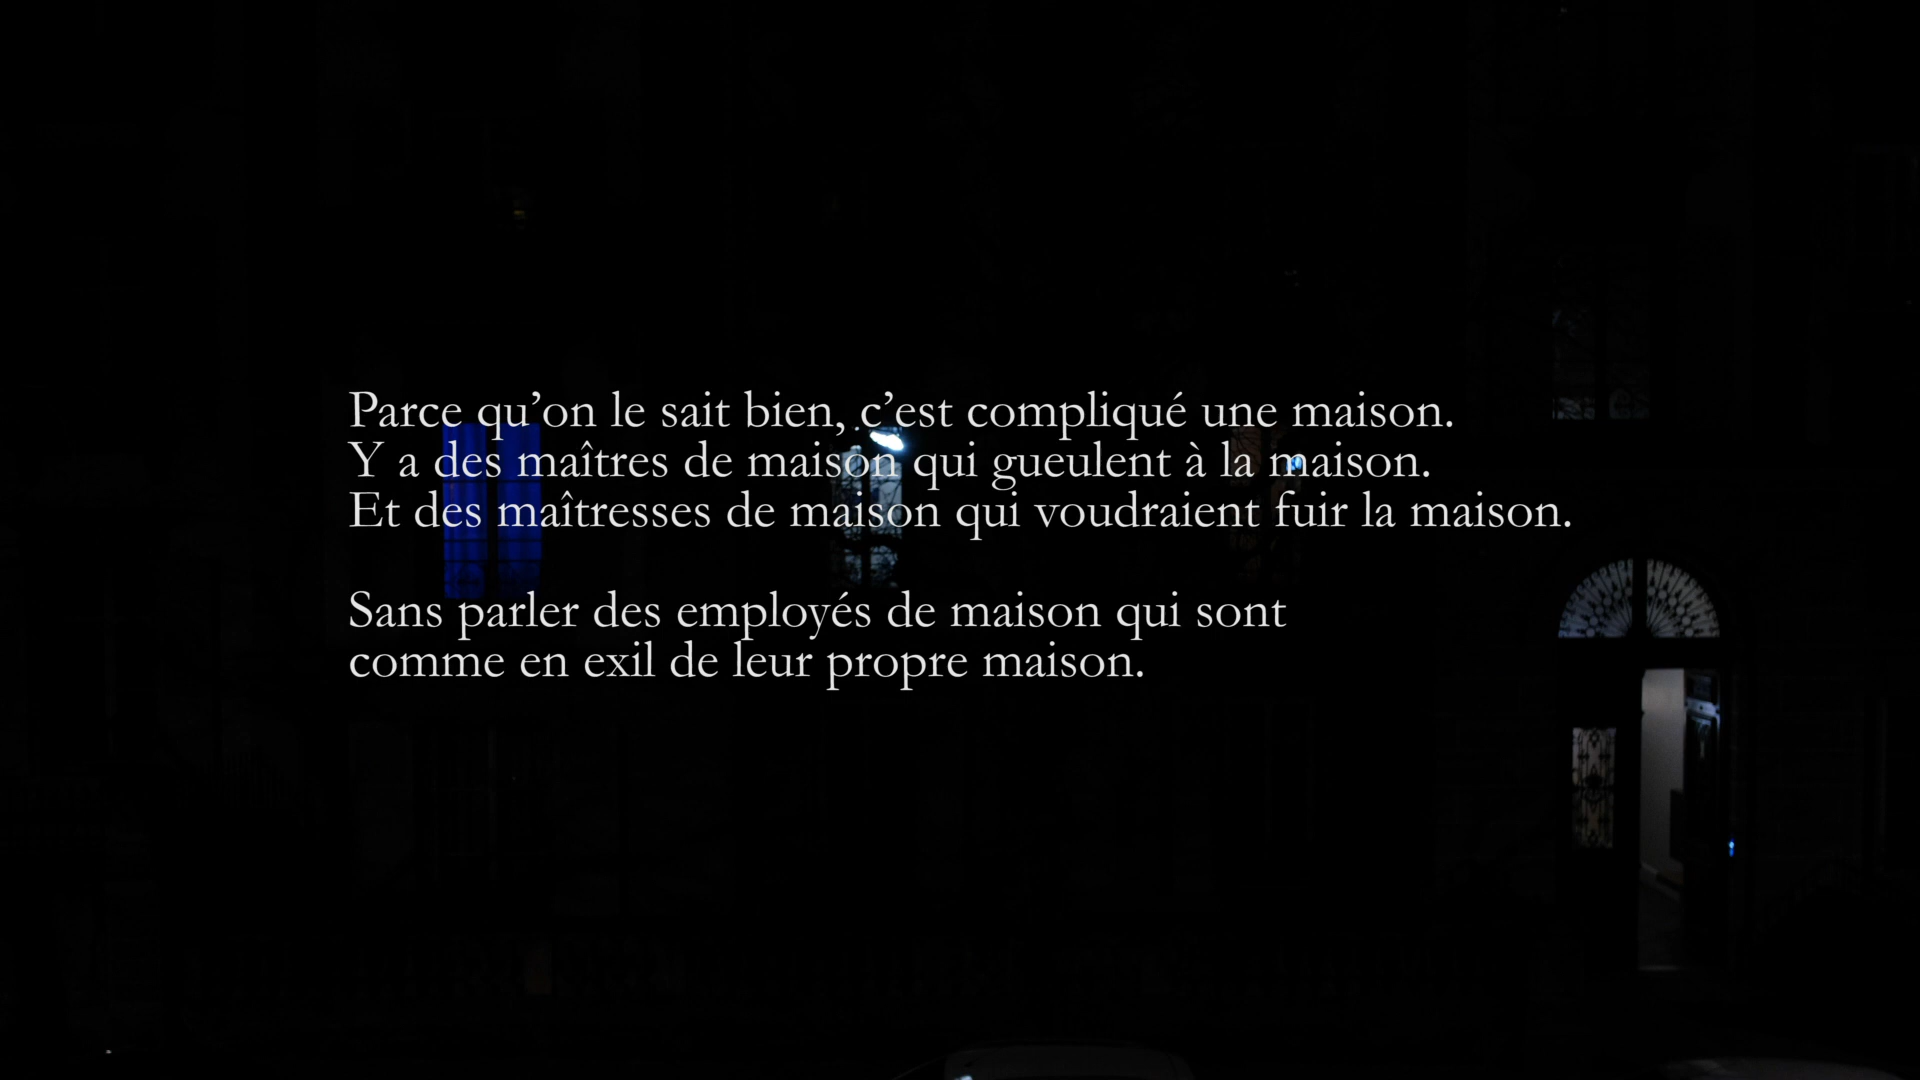 Parce qu’on le sait bien, c’est compliqué une maison.
Y a des maîtres de maison qui gueulent à la maison.
Et des maîtresses de maison qui voudraient fuir la maison.
Sans parler des employés de maison qui sont
comme en exil de leur propre maison.